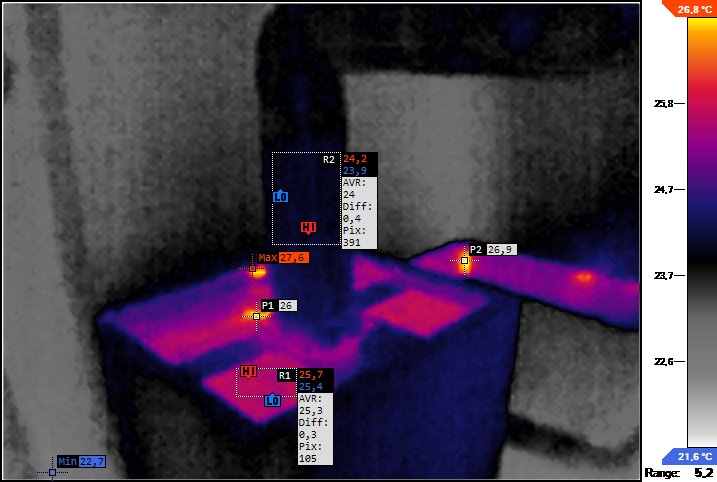 26,8 °C
R2 24,2
23,9
AVR:
24
Diff:
0,4
Pix:
391
LO
HI
25,8
24,7
Max 27,6
P2 26,9
23,7
P1 26
22,6
HI
R1 25,7
25,4
AVR:
25,3
Diff:
0,3
Pix:
105
LO
Min 22,7
21,6 °C
Range: 5,2